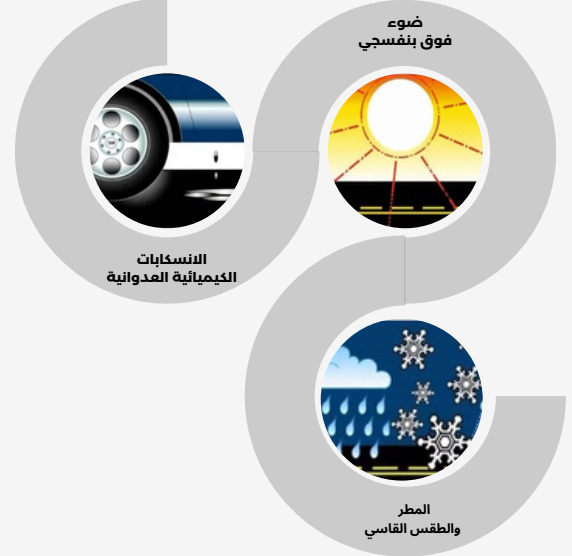 ضوء
فوق بنفسجي
الانسكابات
الكيميائية العدوانية
المطر
والطقس القاسي